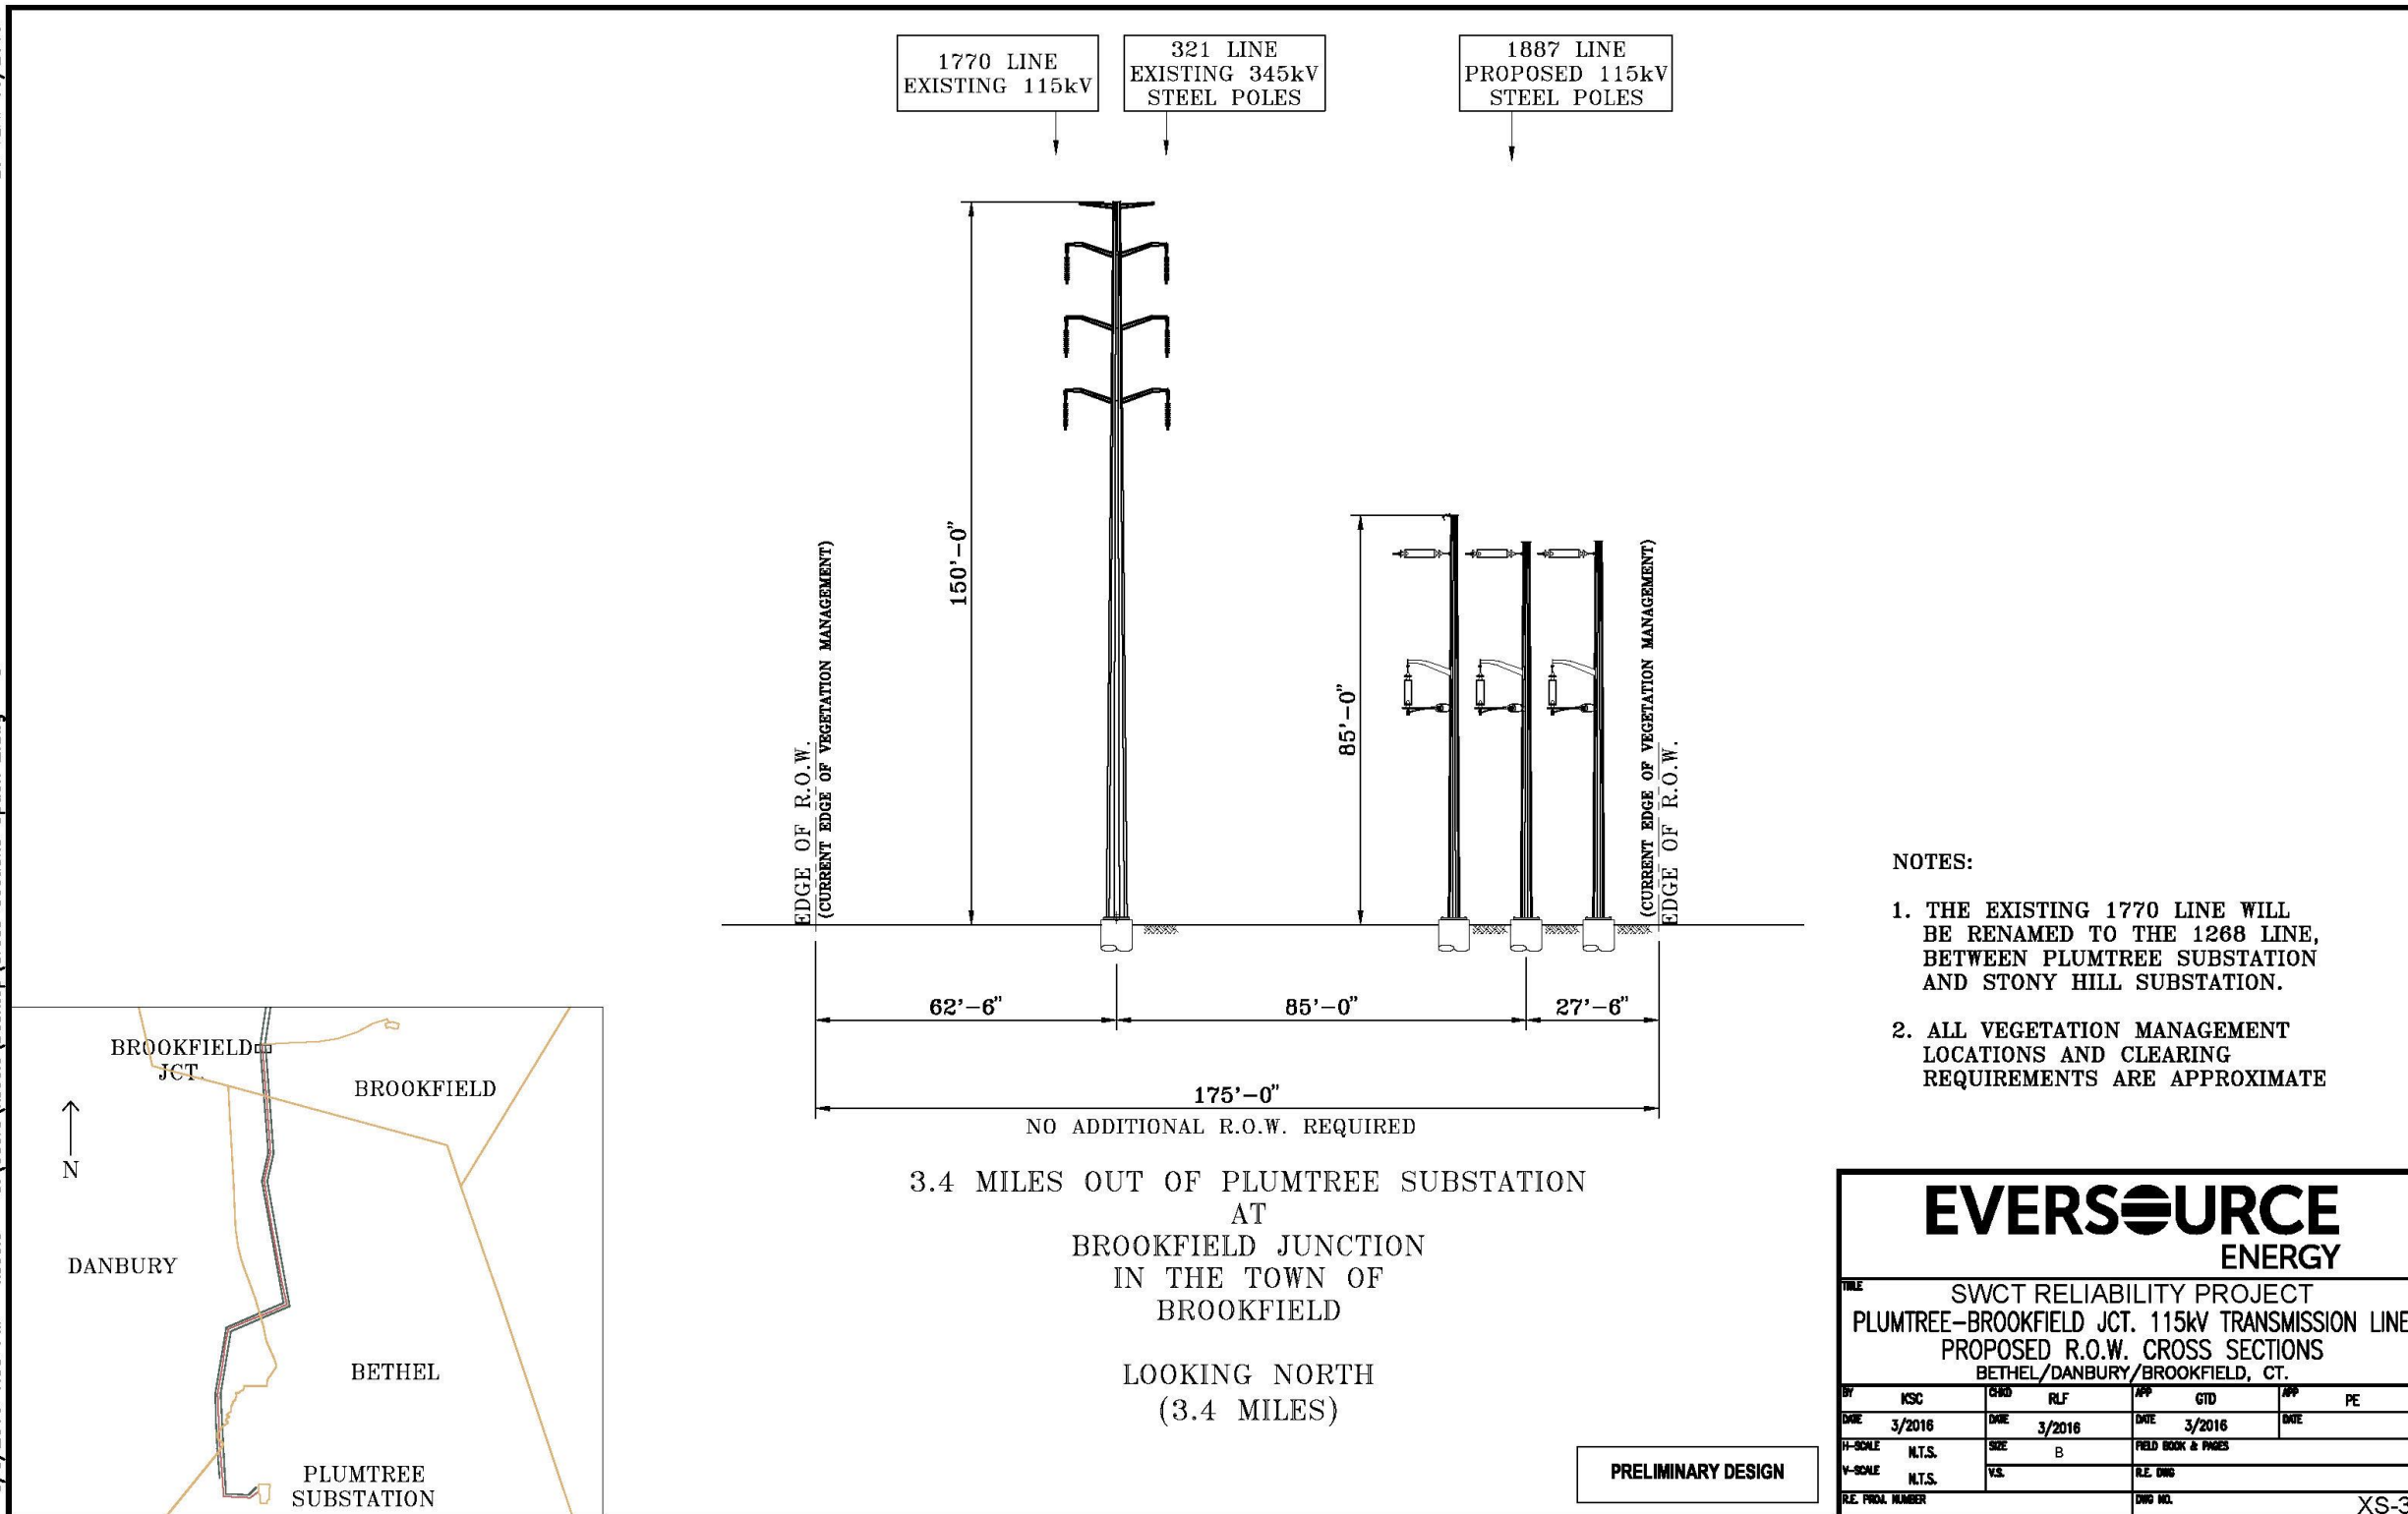 1770 LINE
EXISTING 115kV
321 LINE
EXISTING 345kV
STEEL POLES
1887 LINE
PROPOSED 115kV
STEEL POLES
150'-0"
85'-0"
EDGE OF R.O.W.
(CURRENT EDGE OF VEGETATION MANAGEMENT)
(CURRENT EDGE OF VEGETATION MANAGEMENT)
EDGE OF R.O.W.
62'-6"
85'-0"
27'-6"
175'-0"
NO ADDITIONAL R.O.W. REQUIRED
3.4 MILES OUT OF PLUMTREE SUBSTATION
AT
BROOKFIELD JUNCTION
IN THE TOWN OF
BROOKFIELD
LOOKING NORTH
(3.4 MILES)
NOTES:
1. THE EXISTING 1770 LINE WILL
BE RENAMED TO THE 1268 LINE,
BETWEEN PLUMTREE SUBSTATION
AND STONY HILL SUBSTATION.
2. ALL VEGETATION MANAGEMENT
LOCATIONS AND CLEARING
REQUIREMENTS ARE APPROXIMATE
BROOKFIELD
JCT.
BROOKFIELD
N
DANBURY
BETHEL
PLUMTREE
SUBSTATION
PRELIMINARY DESIGN
EVERSOURCE
ENERGY
TITLE
SWCT RELIABILITY PROJECT
PLUMTREE-BROOKFIELD JCT. 115kV TRANSMISSION LINE
PROPOSED R.O.W. CROSS SECTIONS
BETHEL/DANBURY/BROOKFIELD, CT.
BY KSC CHKD RLF APP GTD APP PE
DATE 3/2016 DATE 3/2016 DATE 3/2016 DATE
H-SCALE N.T.S. SIZE B FIELD BOOK & PAGES
V-SCALE N.T.S. V.S. R.E. DWG
R.E. PROJ. NUMBER DWG NO. XS-3